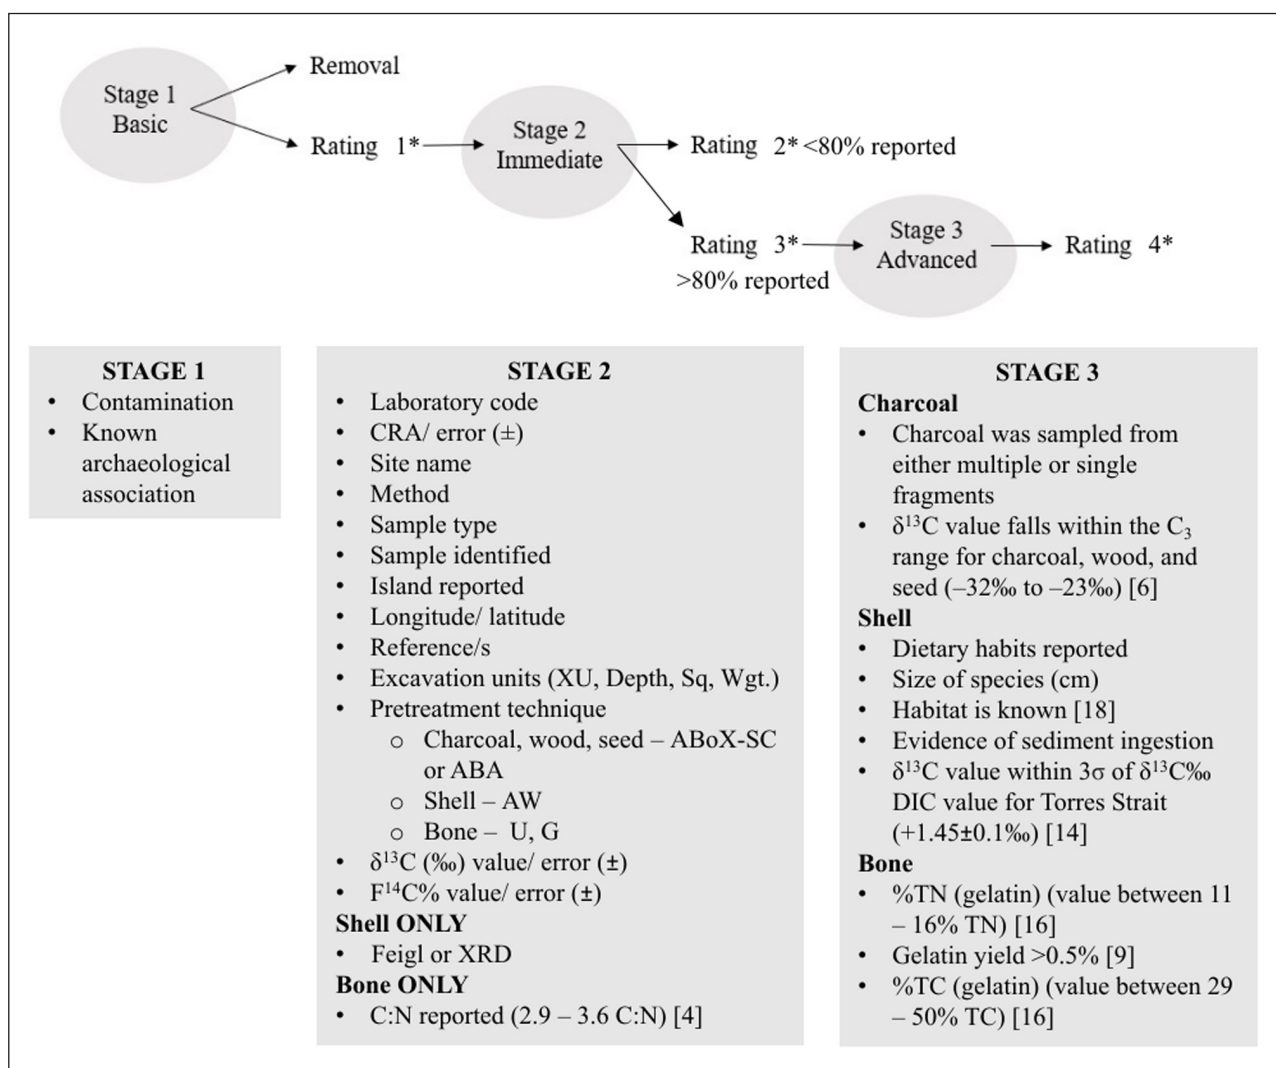 Stage 1
Basic
Removal
Rating 1*
Stage 2
Immediate
Rating 2* <80% reported
Rating 3*
>80% reported
Stage 3
Advanced
Rating 4*
STAGE 1
• Contamination
• Known
archaeological
association
STAGE 2
• Laboratory code
• CRA/ error (±)
• Site name
• Method
• Sample type
• Sample identified
• Island reported
• Longitude/ latitude
• Reference/s
• Excavation units (XU, Depth, Sq, Wgt.)
• Pretreatment technique
o Charcoal, wood, seed – ABoX-SC
or ABA
o Shell – AW
o Bone – U, G
• δ¹³C (‰) value/ error (±)
• F¹⁴C% value/ error (±)
Shell ONLY
• Feigl or XRD
Bone ONLY
• C:N reported (2.9 – 3.6 C:N) [4]
STAGE 3
Charcoal
• Charcoal was sampled from
either multiple or single
fragments
• δ¹³C value falls within the C₃
range for charcoal, wood, and
seed (–32‰ to –23‰) [6]
Shell
• Dietary habits reported
• Size of species (cm)
• Habitat is known [18]
• Evidence of sediment ingestion
• δ¹³C value within 3σ of δ¹³C‰
DIC value for Torres Strait
(+1.45±0.1‰) [14]
Bone
• %TN (gelatin) (value between 11
– 16% TN) [16]
• Gelatin yield >0.5% [9]
• %TC (gelatin) (value between 29
– 50% TC) [16]